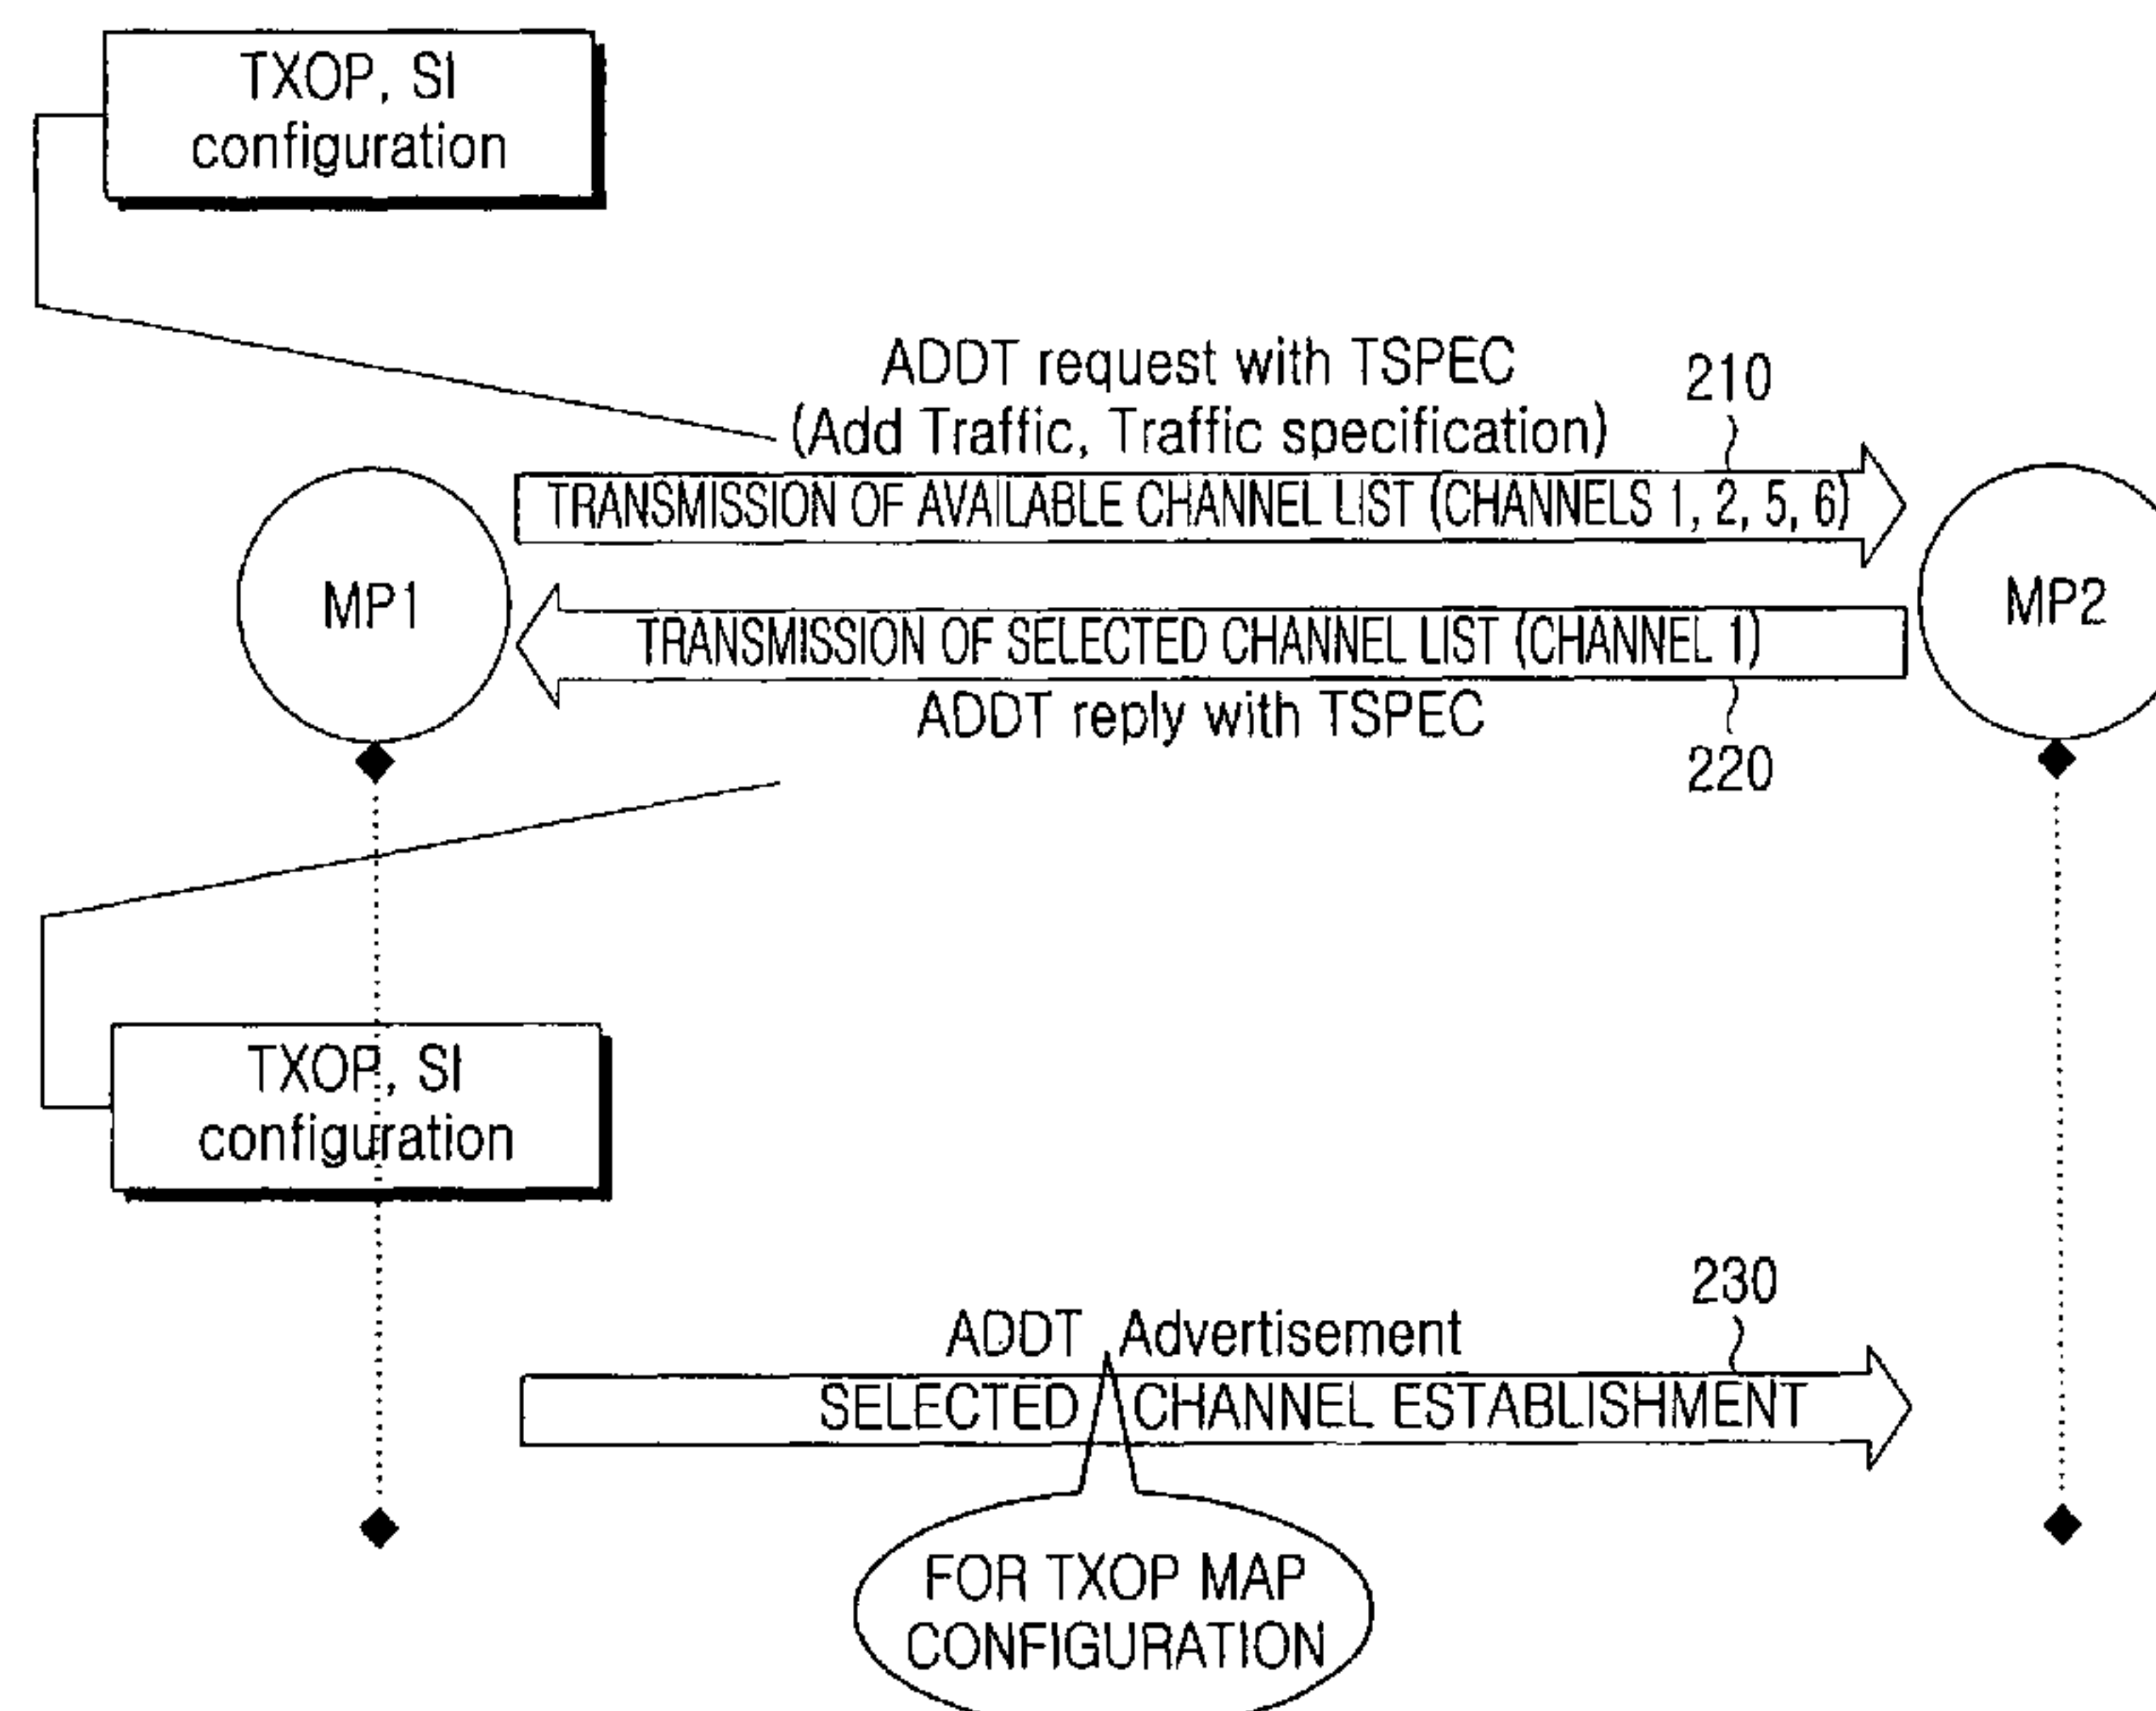 TXOP, SI
configuration
ADDT request with TSPEC
210
(Add Traffic, Traffic specification)
TRANSMISSION OF AVAILABLE CHANNEL LIST (CHANNELS 1, 2, 5, 6)
MP1
MP2
TRANSMISSION OF SELECTED CHANNEL LIST (CHANNEL 1)
ADDT reply with TSPEC
220
TXOP, SI
configuration
230
ADDT Advertisement
SELECTED CHANNEL ESTABLISHMENT
FOR TXOP MAP
CONFIGURATION